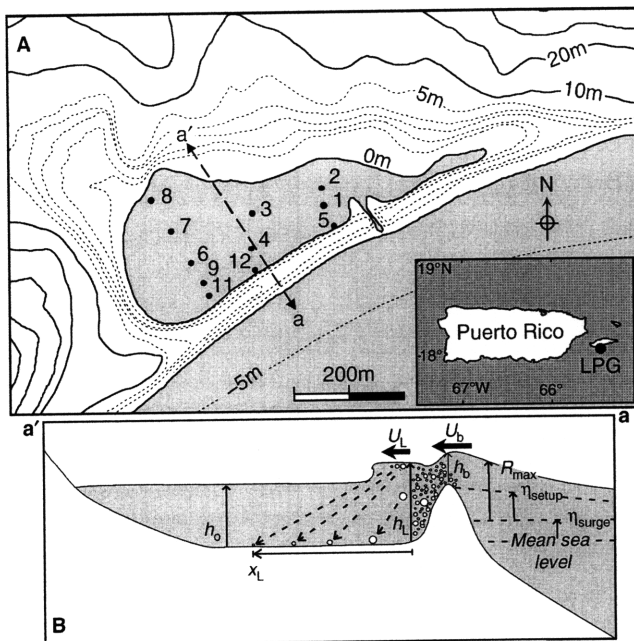 A
20m
10m
5m
0m
a'
N
2
8
3
1
7
5
4
6
12
9
11
a
19°N
Puerto Rico
18°
LPG
67°W
66°
-5m
200m
a'
a
U_L
U_b
h_b
R_max
η_setup
h_L
h_o
η_surge
Mean sea
level
x_L
B